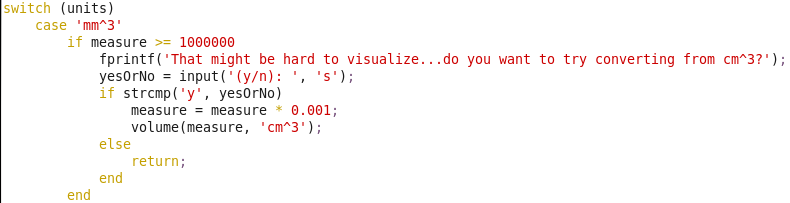 switch (units)
    case 'mm^3'
        if measure >= 1000000
            fprintf('That might be hard to visualize...do you want to try converting from cm^3?');
            yesOrNo = input('(y/n): ', 's');
            if strcmp('y', yesOrNo)
                measure = measure * 0.001;
                volume(measure, 'cm^3');
            else
                return;
            end
        end